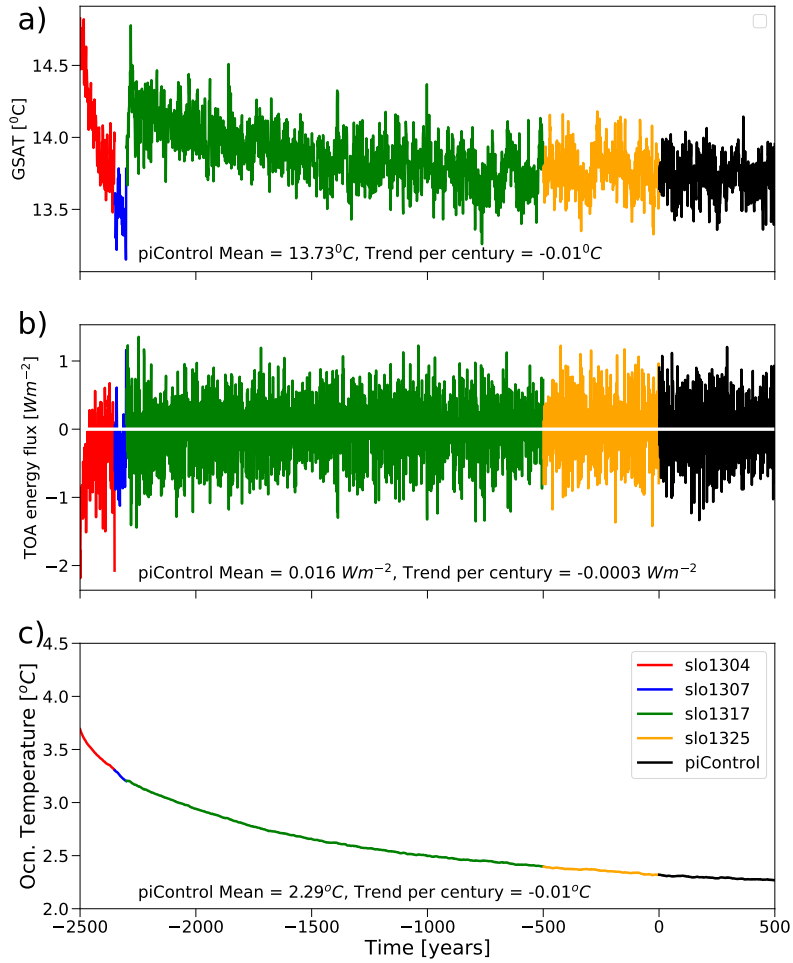 a)
14.5
14.0
13.5
GSAT [⁰C]
piControl Mean = 13.73⁰C, Trend per century = -0.01⁰C
b)
1
0
−1
−2
TOA energy flux [Wm⁻²]
piControl Mean = 0.016 Wm⁻², Trend per century = -0.0003 Wm⁻²
c)
4.5
4.0
3.5
3.0
2.5
2.0
Ocn. Temperature [°C]
slo1304
slo1307
slo1317
slo1325
piControl
piControl Mean = 2.29°C, Trend per century = -0.01°C
−2500 −2000 −1500 −1000 −500 0 500
Time [years]